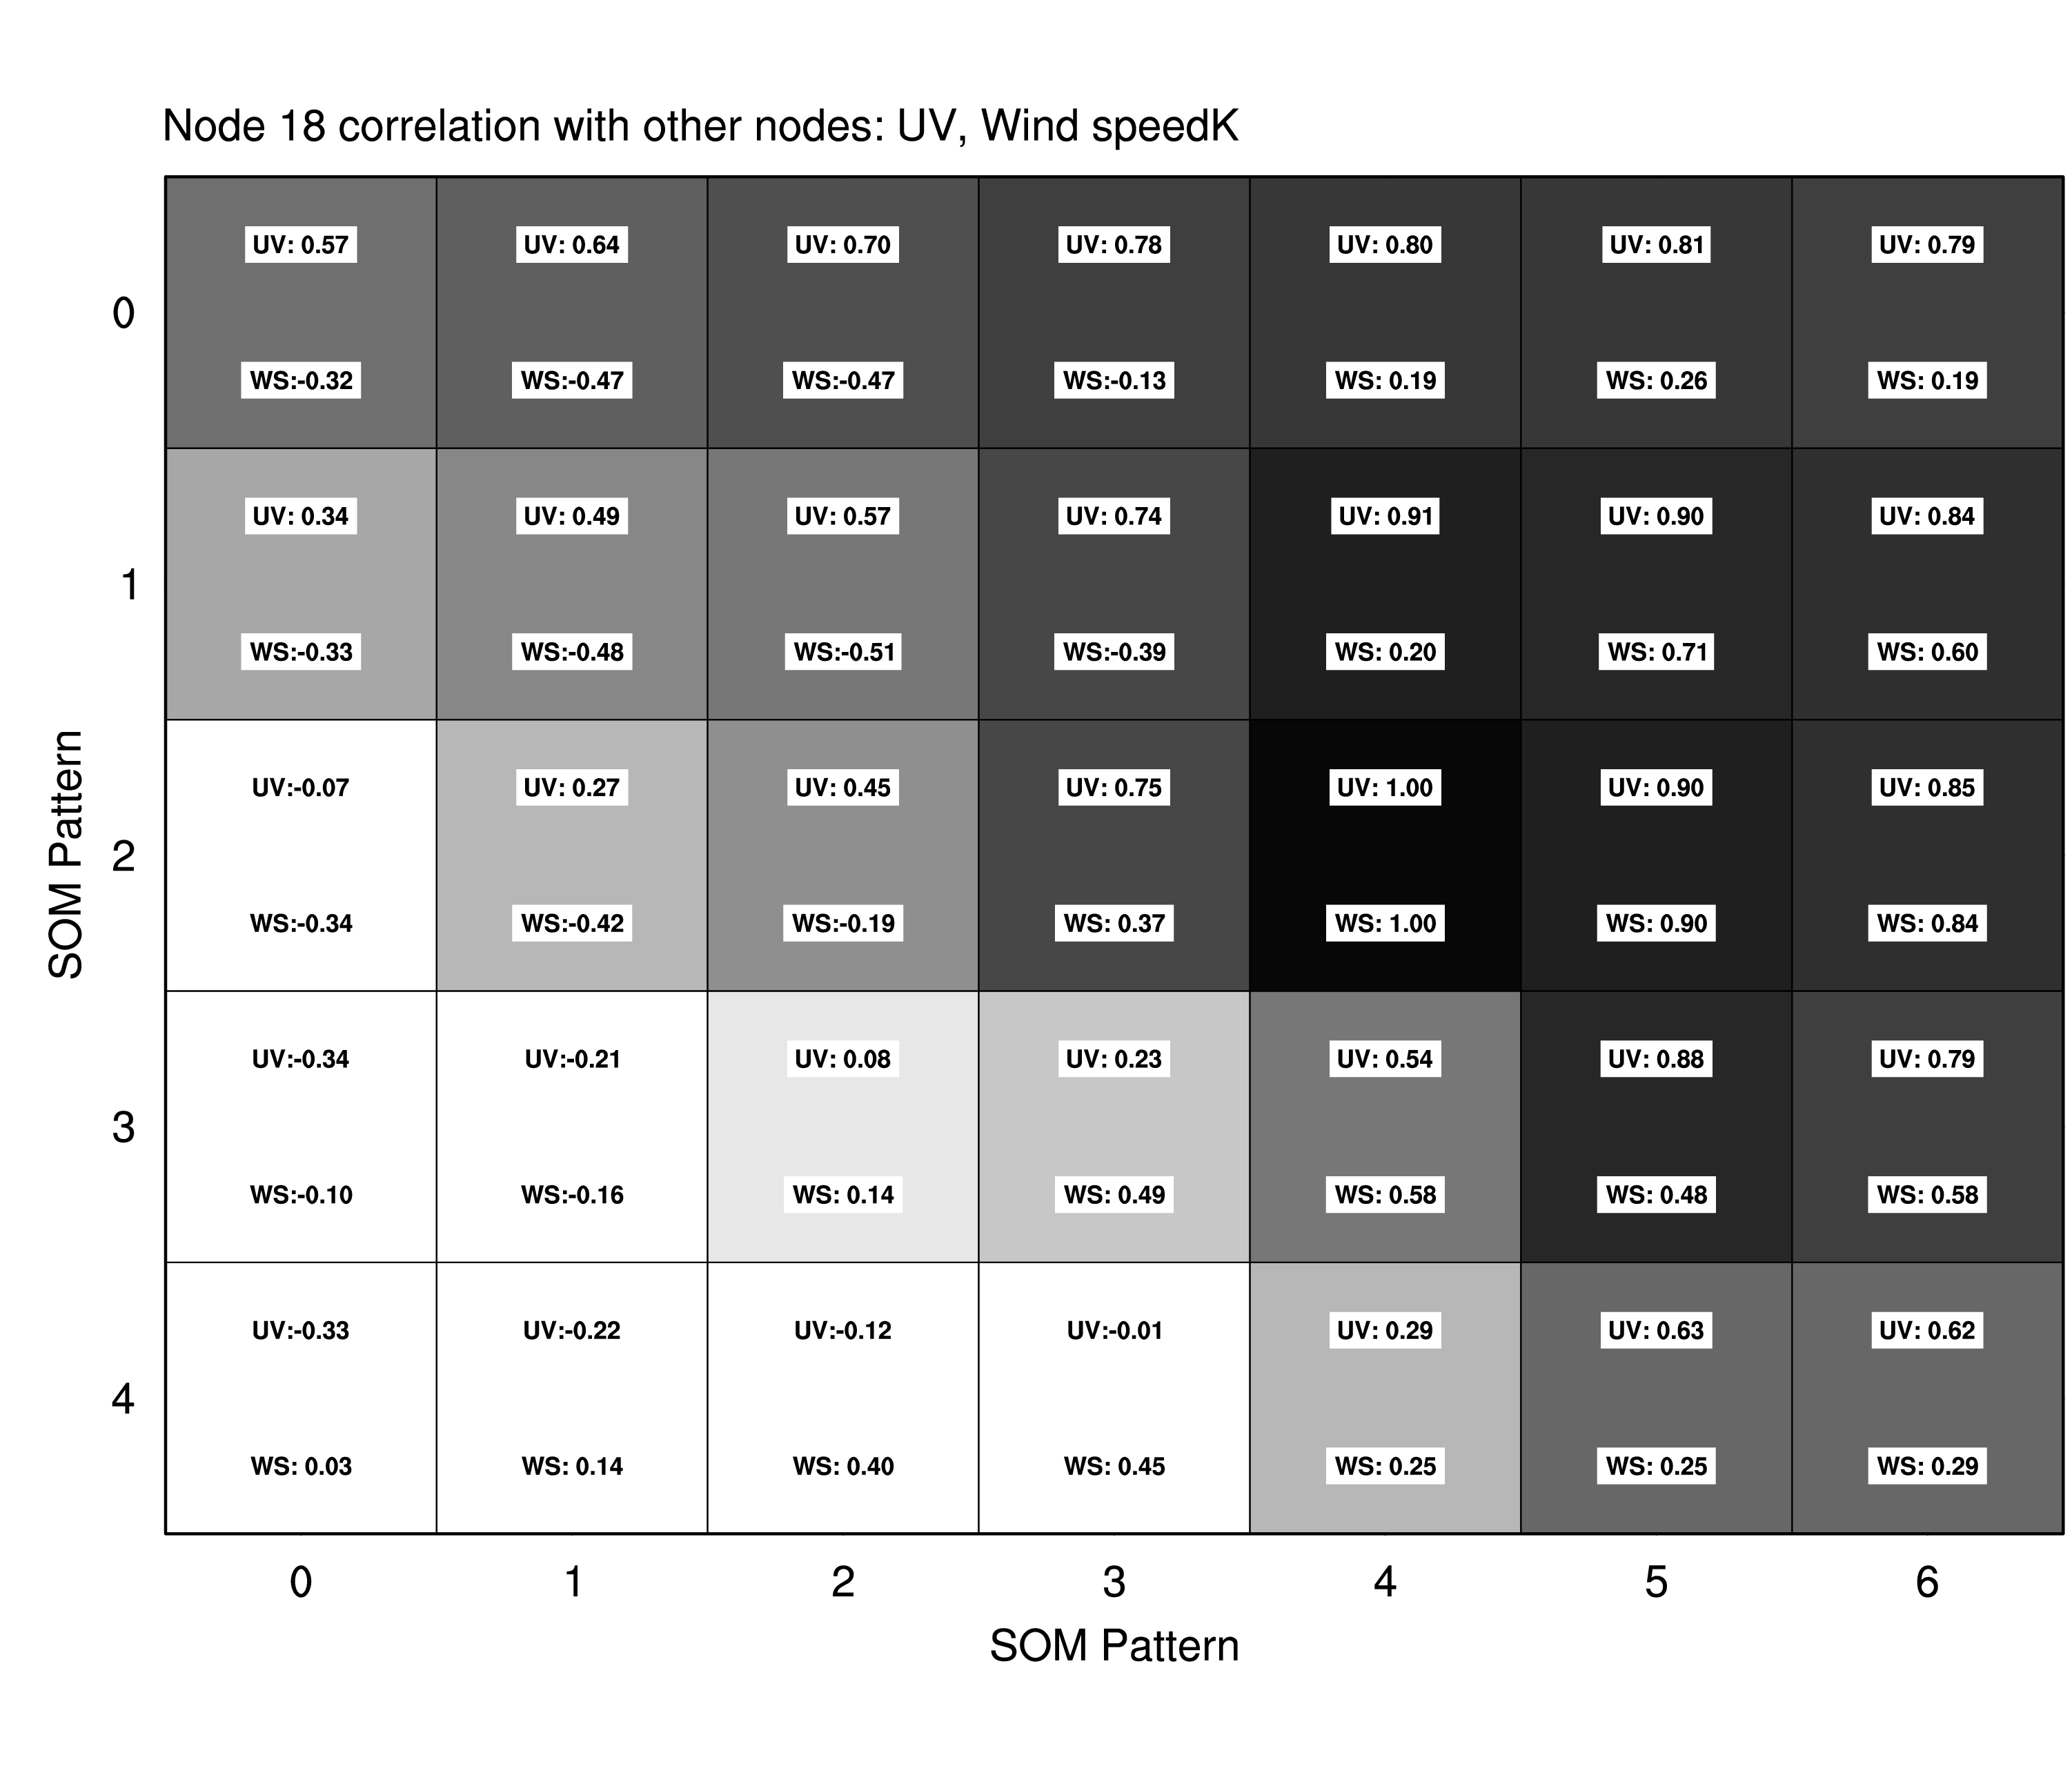 Node 18 correlation with other nodes: UV, Wind speedK
UV: 0.57 UV: 0.64 UV: 0.70 UV: 0.78 UV: 0.80 UV: 0.81 UV: 0.79
0
WS:-0.32 WS:-0.47 WS:-0.47 WS:-0.13 WS: 0.19 WS: 0.26 WS: 0.19
UV: 0.34 UV: 0.49 UV: 0.57 UV: 0.74 UV: 0.91 UV: 0.90 UV: 0.84
1
WS:-0.33 WS:-0.48 WS:-0.51 WS:-0.39 WS: 0.20 WS: 0.71 WS: 0.60
UV:-0.07 UV: 0.27 UV: 0.45 UV: 0.75 UV: 1.00 UV: 0.90 UV: 0.85
SOM Pattern
2
WS:-0.34 WS:-0.42 WS:-0.19 WS: 0.37 WS: 1.00 WS: 0.90 WS: 0.84
UV:-0.34 UV:-0.21 UV: 0.08 UV: 0.23 UV: 0.54 UV: 0.88 UV: 0.79
3
WS:-0.10 WS:-0.16 WS: 0.14 WS: 0.49 WS: 0.58 WS: 0.48 WS: 0.58
UV:-0.33 UV:-0.22 UV:-0.12 UV:-0.01 UV: 0.29 UV: 0.63 UV: 0.62
4
WS: 0.03 WS: 0.14 WS: 0.40 WS: 0.45 WS: 0.25 WS: 0.25 WS: 0.29
0 1 2 3 4 5 6
SOM Pattern